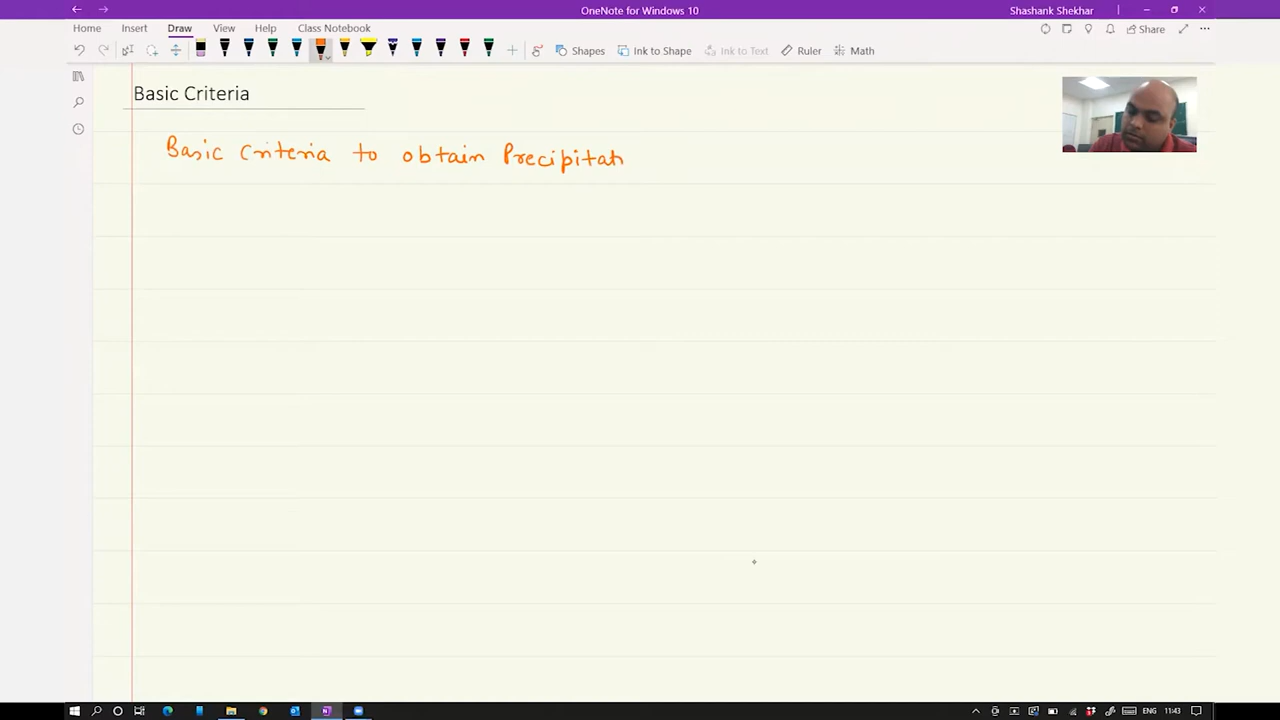 OneNote for Windows 10
Shashank Shekhar
Home Insert Draw View Help Class Notebook
Share
Shapes Ink to Shape Ink to Text Ruler Math
Basic Criteria
Basic Criteria to obtain Precipitah
ENG 11:43